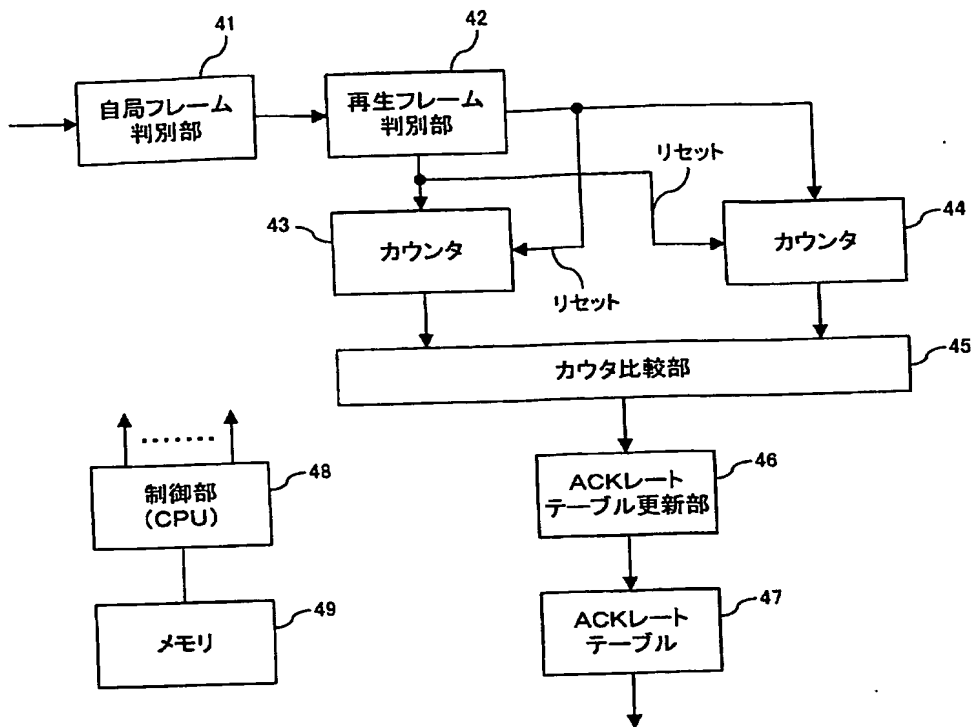 41
42
自局フレーム
判別部
再生フレーム
判別部
リセット
43
カウンタ
44
カウンタ
リセット
45
カウタ比較部
46
ACKレート
テーブル更新部
48
制御部
(CPU)
47
ACKレート
テーブル
49
メモリ